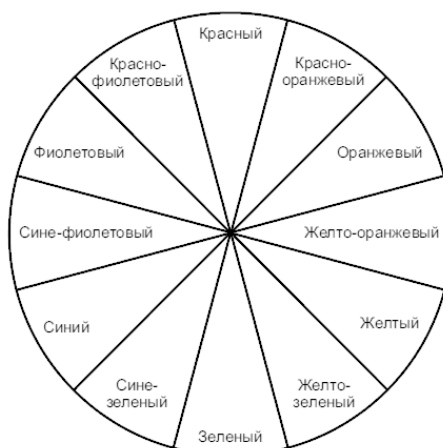 Красный
Красно-
фиолетовый
Красно-
оранжевый
Фиолетовый
Оранжевый
Сине-фиолетовый
Желто-оранжевый
Синий
Желтый
Сине-
зеленый
Желто-
зеленый
Зеленый